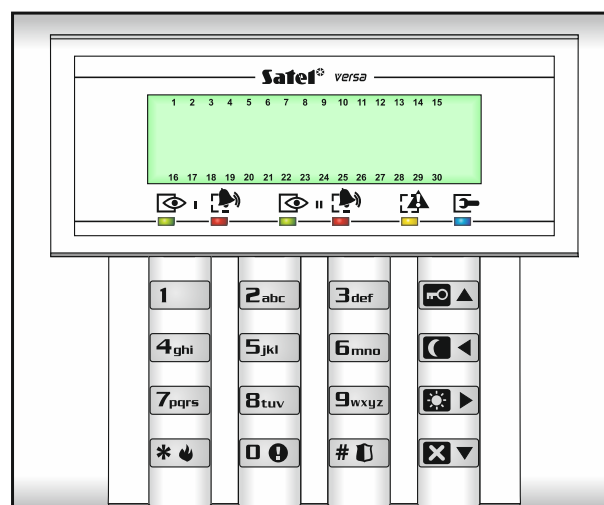 Satel versa
1 2 3 4 5 6 7 8 9 10 11 12 13 14 15
16 17 18 19 20 21 22 23 24 25 26 27 28 29 30
I II
1 2abc 3def
4ghi 5jkl 6mno
7pqrs 8tuv 9wxyz
* 0 #